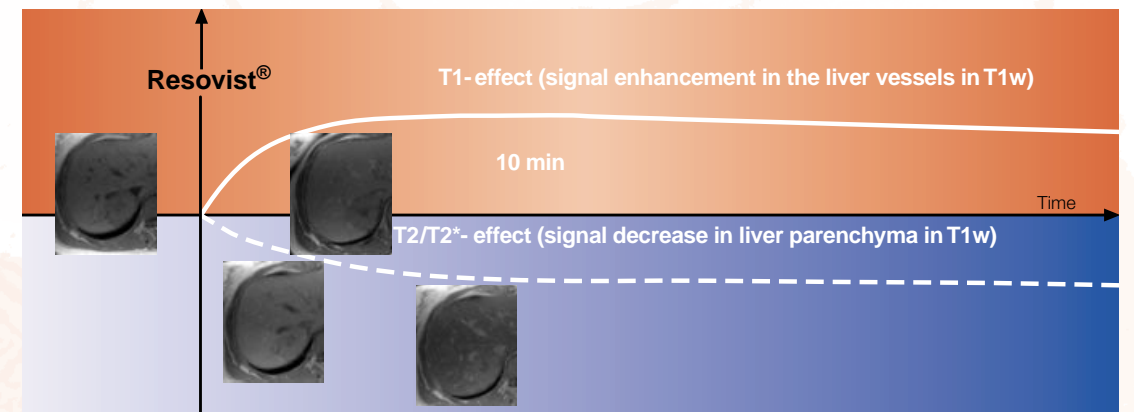 Resovist®
T1- effect (signal enhancement in the liver vessels in T1w)
10 min
Time
T2/T2*- effect (signal decrease in liver parenchyma in T1w)